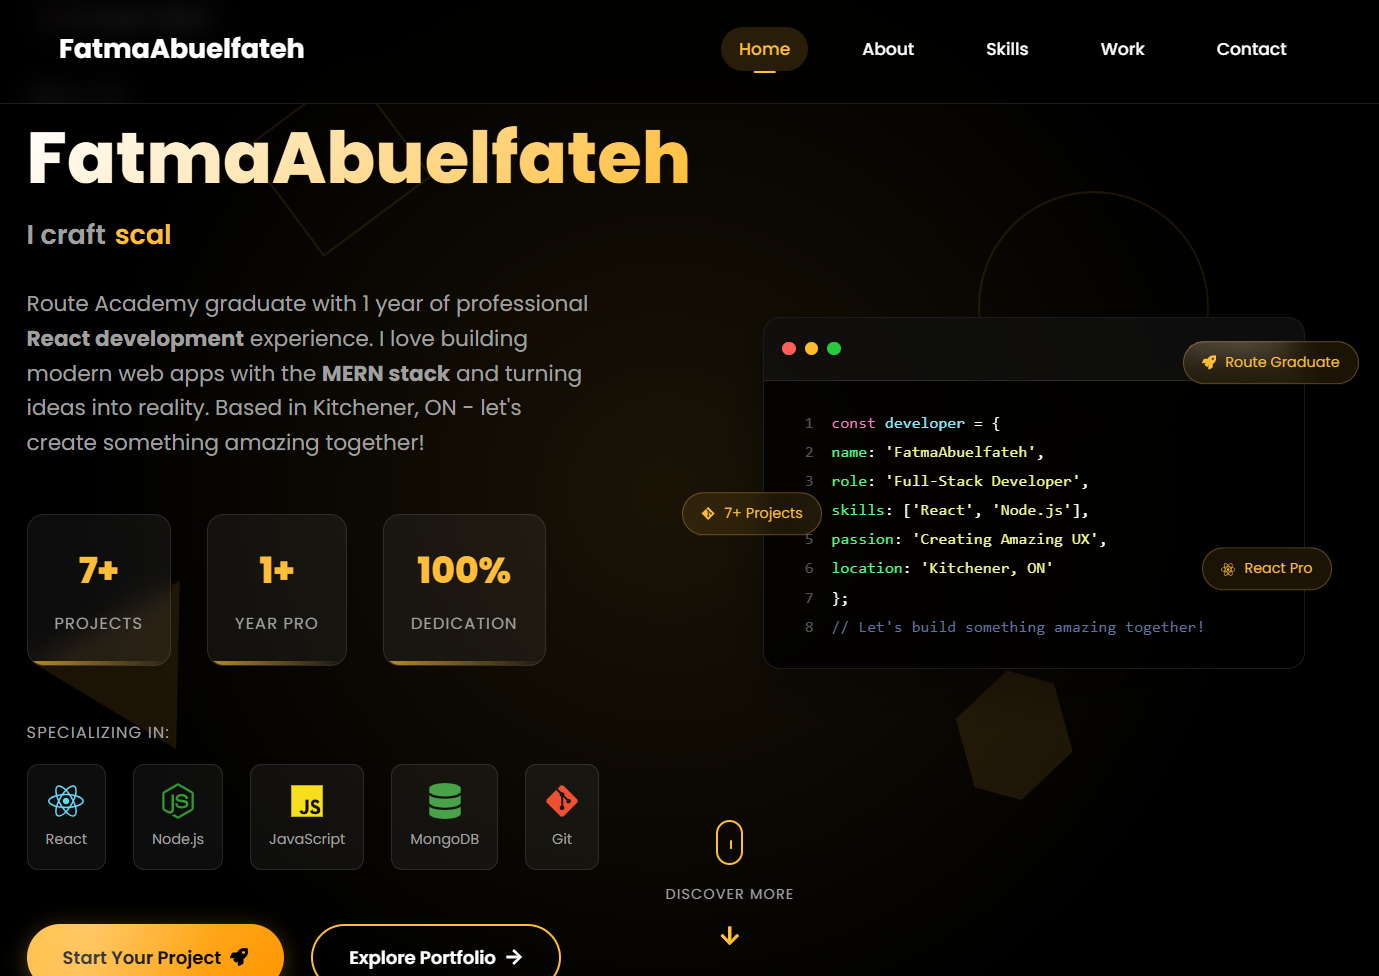 FatmaAbuelfateh
Home
About
Skills
Work
Contact
FatmaAbuelfateh
I craft scal
Route Academy graduate with 1 year of professional
React development experience. I love building
modern web apps with the MERN stack and turning
ideas into reality. Based in Kitchener, ON - let's
create something amazing together!
7+
PROJECTS
1+
YEAR PRO
100%
DEDICATION
SPECIALIZING IN:
React
Node.js
JS
JavaScript
MongoDB
Git
Start Your Project
Explore Portfolio
Route Graduate
1 const developer = {
2 name: 'FatmaAbuelfateh',
3 role: 'Full-Stack Developer',
skills: ['React', 'Node.js'],
5 passion: 'Creating Amazing UX',
6 location: 'Kitchener, ON'
7 };
8 // Let's build something amazing together!
7+ Projects
React Pro
DISCOVER MORE